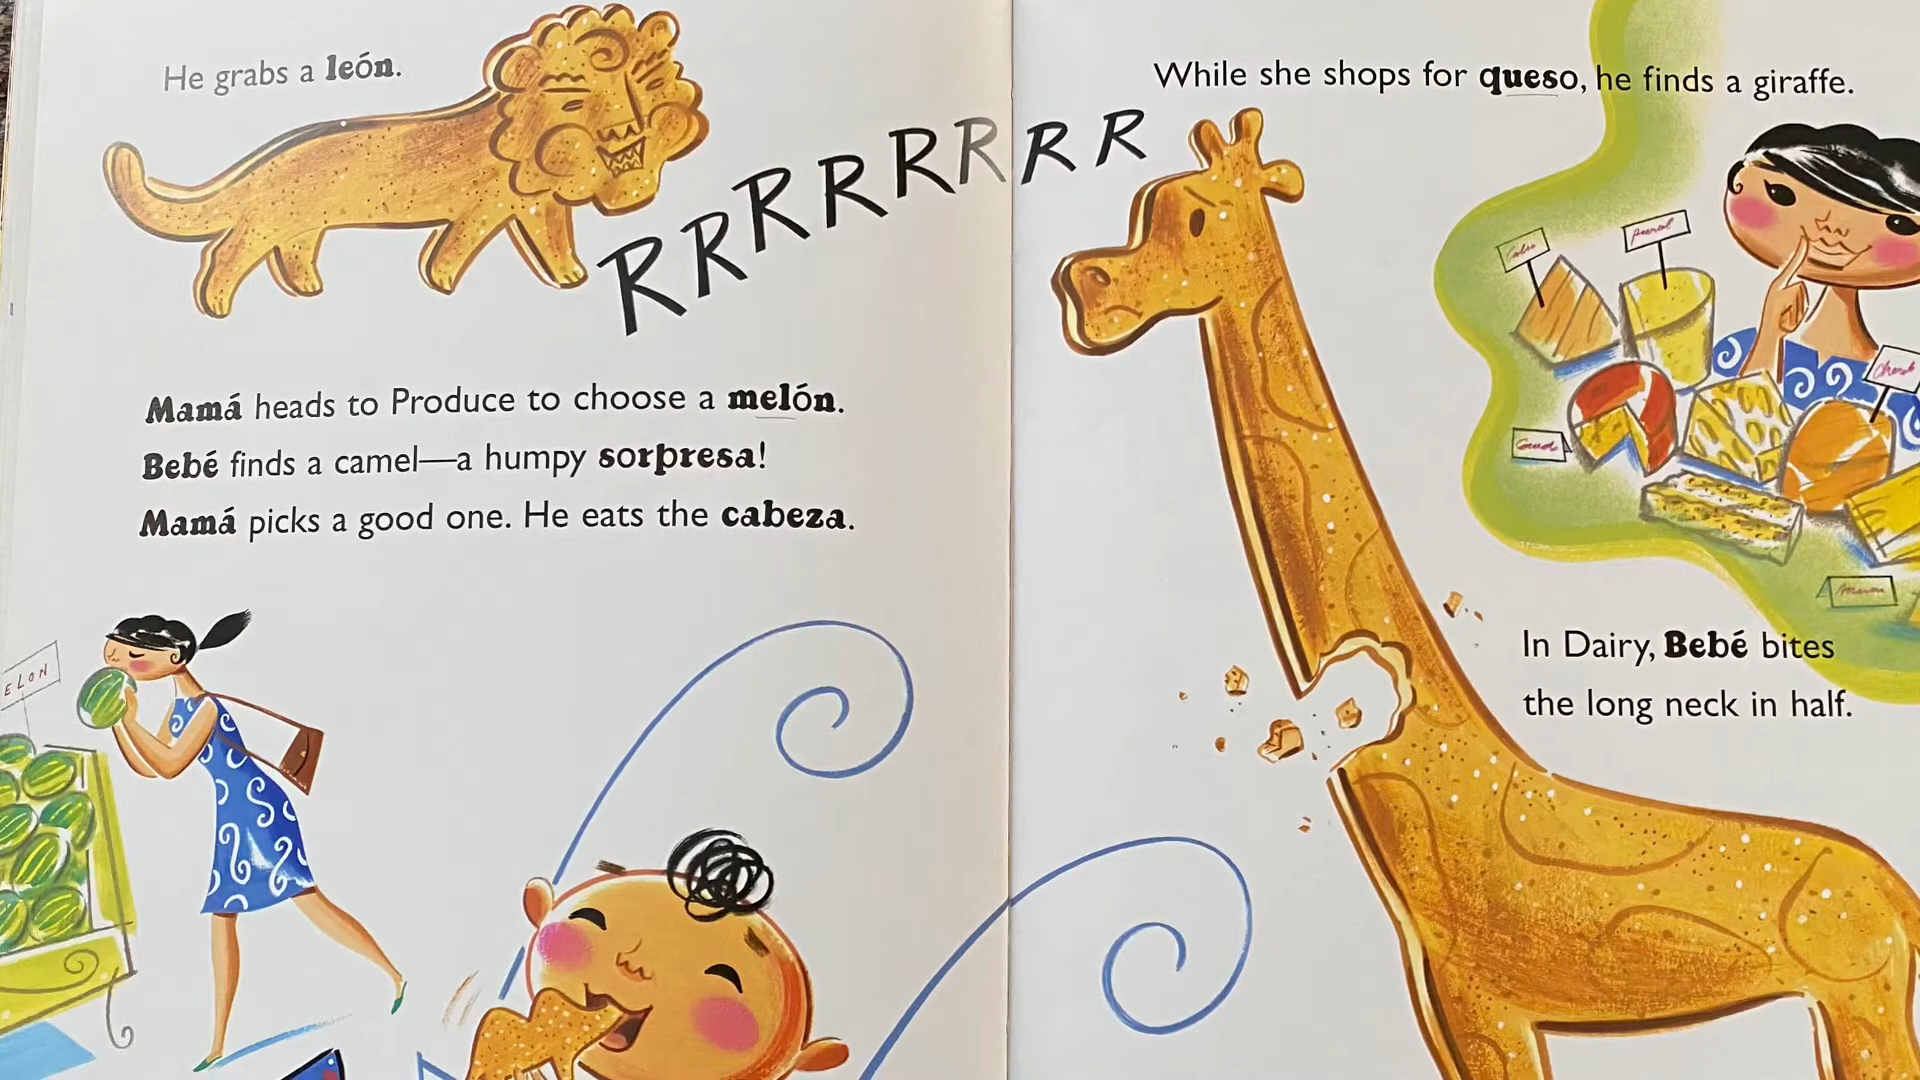 He grabs a león.
RRRRRRRR
Mamá heads to Produce to choose a melón.
Bebé finds a camel—a humpy sorpresa!
Mamá picks a good one. He eats the cabeza.
ELON
While she shops for queso, he finds a giraffe.
In Dairy, Bebé bites
the long neck in half.